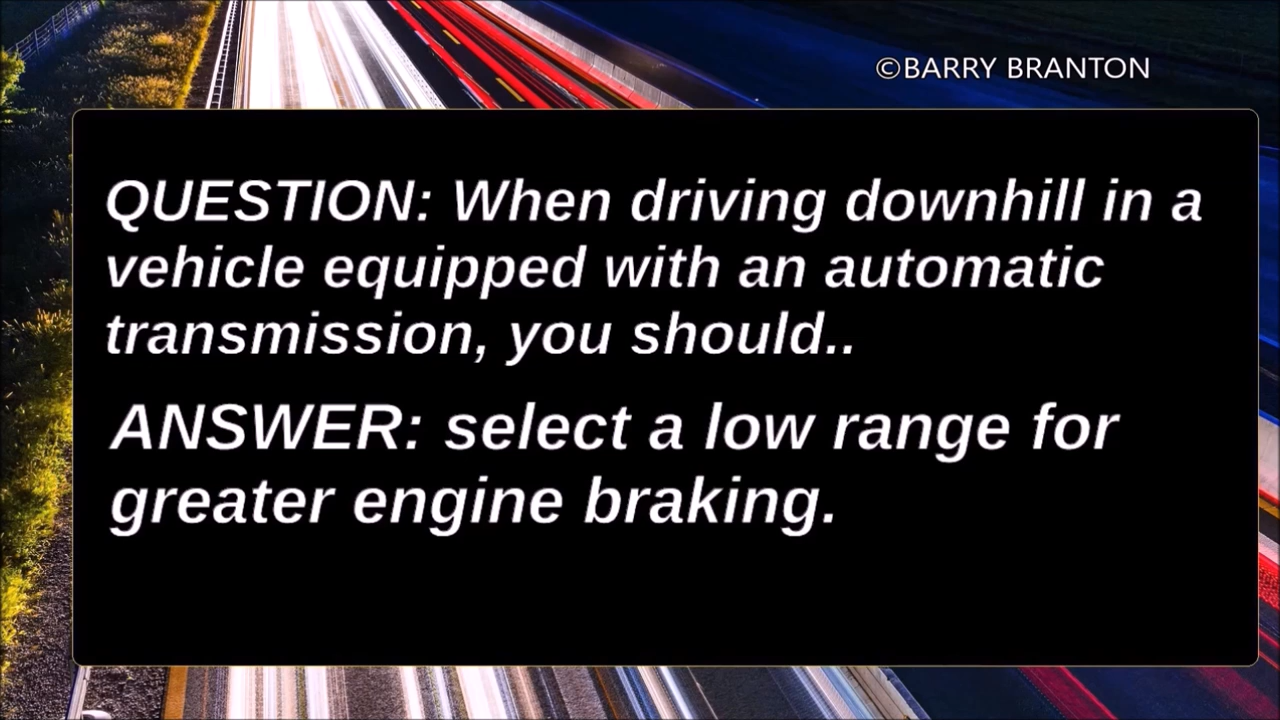 ©BARRY BRANTON
QUESTION: When driving downhill in a
vehicle equipped with an automatic
transmission, you should..
ANSWER: select a low range for
greater engine braking.